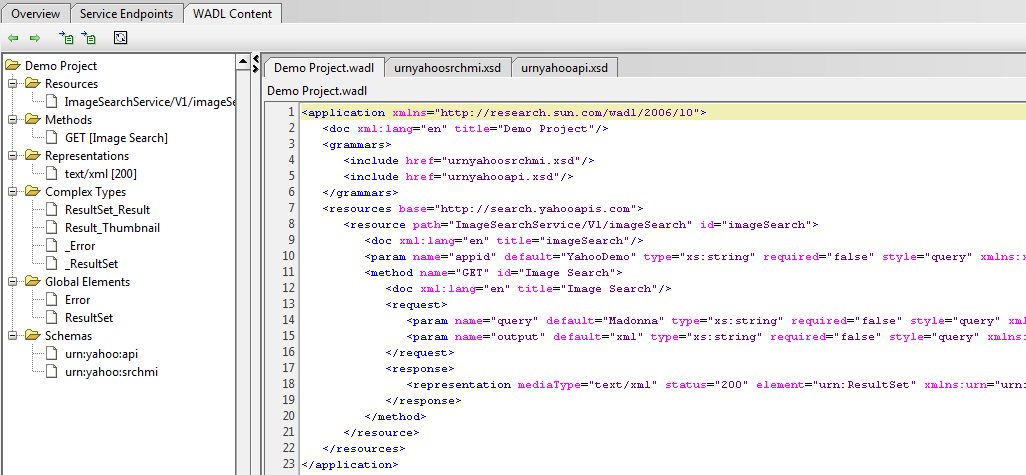 Overview Service Endpoints WADL Content
Demo Project
Resources
ImageSearchService/V1/imageSe
Methods
GET [Image Search]
Representations
text/xml [200]
Complex Types
ResultSet_Result
Result_Thumbnail
_Error
_ResultSet
Global Elements
Error
ResultSet
Schemas
urn:yahoo:api
urn:yahoo:srchmi
Demo Project.wadl urnyahoosrchmi.xsd urnyahooapi.xsd
Demo Project.wadl
1 <application xmlns="http://research.sun.com/wadl/2006/10">
2 <doc xml:lang="en" title="Demo Project"/>
3 <grammars>
4 <include href="urnyahoosrchmi.xsd"/>
5 <include href="urnyahooapi.xsd"/>
6 </grammars>
7 <resources base="http://search.yahooapis.com">
8 <resource path="ImageSearchService/V1/imageSearch" id="imageSearch">
9 <doc xml:lang="en" title="imageSearch"/>
10 <param name="appid" default="YahooDemo" type="xs:string" required="false" style="query" xmlns:x
11 <method name="GET" id="Image Search">
12 <doc xml:lang="en" title="Image Search"/>
13 <request>
14 <param name="query" default="Madonna" type="xs:string" required="false" style="query" xml
15 <param name="output" default="xml" type="xs:string" required="false" style="query" xmlns:
16 </request>
17 <response>
18 <representation mediaType="text/xml" status="200" element="urn:ResultSet" xmlns:urn="urn:
19 </response>
20 </method>
21 </resource>
22 </resources>
23 </application>